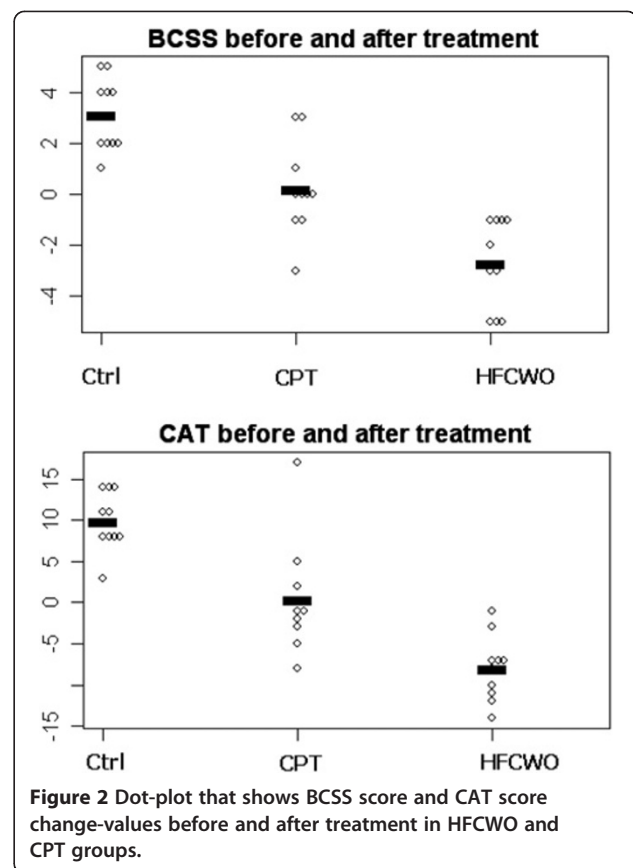 BCSS before and after treatment
4
2
0
-2
-4
Ctrl CPT HFCWO
CAT before and after treatment
15
10
5
0
-5
-15
Ctrl CPT HFCWO
Figure 2 Dot-plot that shows BCSS score and CAT score
change-values before and after treatment in HFCWO and
CPT groups.